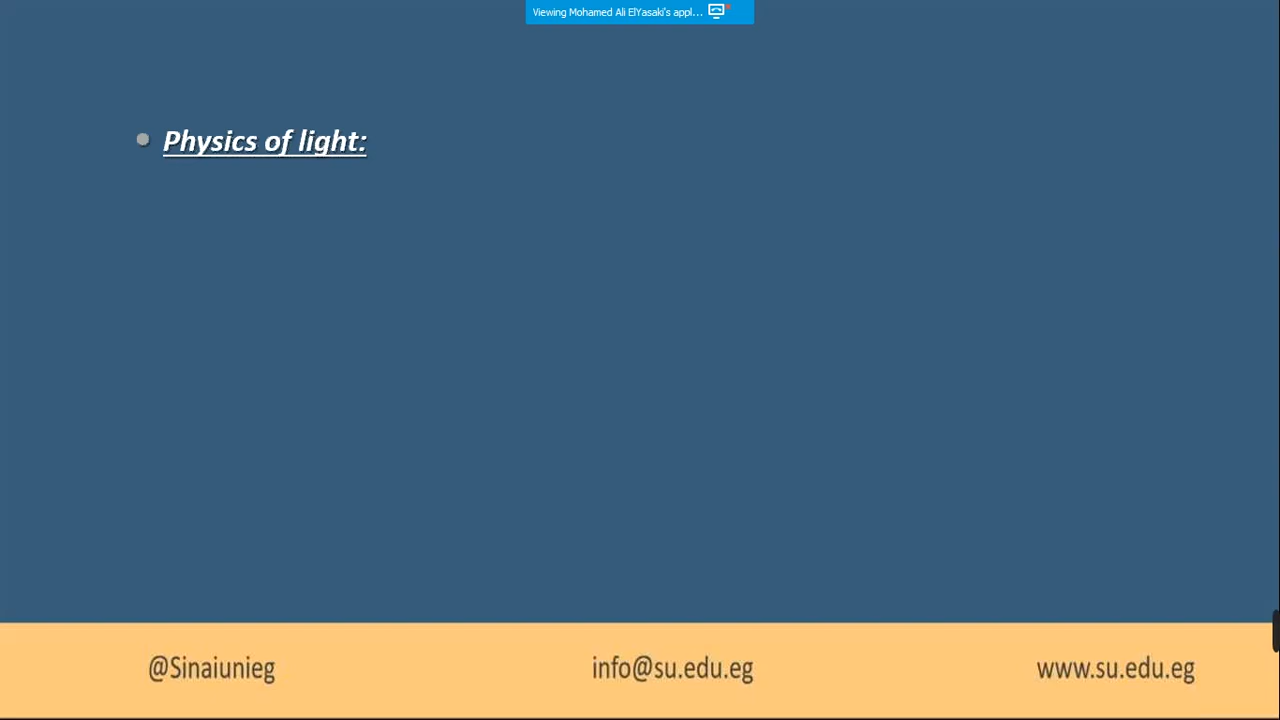 Viewing Mohamed Ali ElYasaki's appl...
Physics of light:
@Sinaiunieg
info@su.edu.eg
www.su.edu.eg